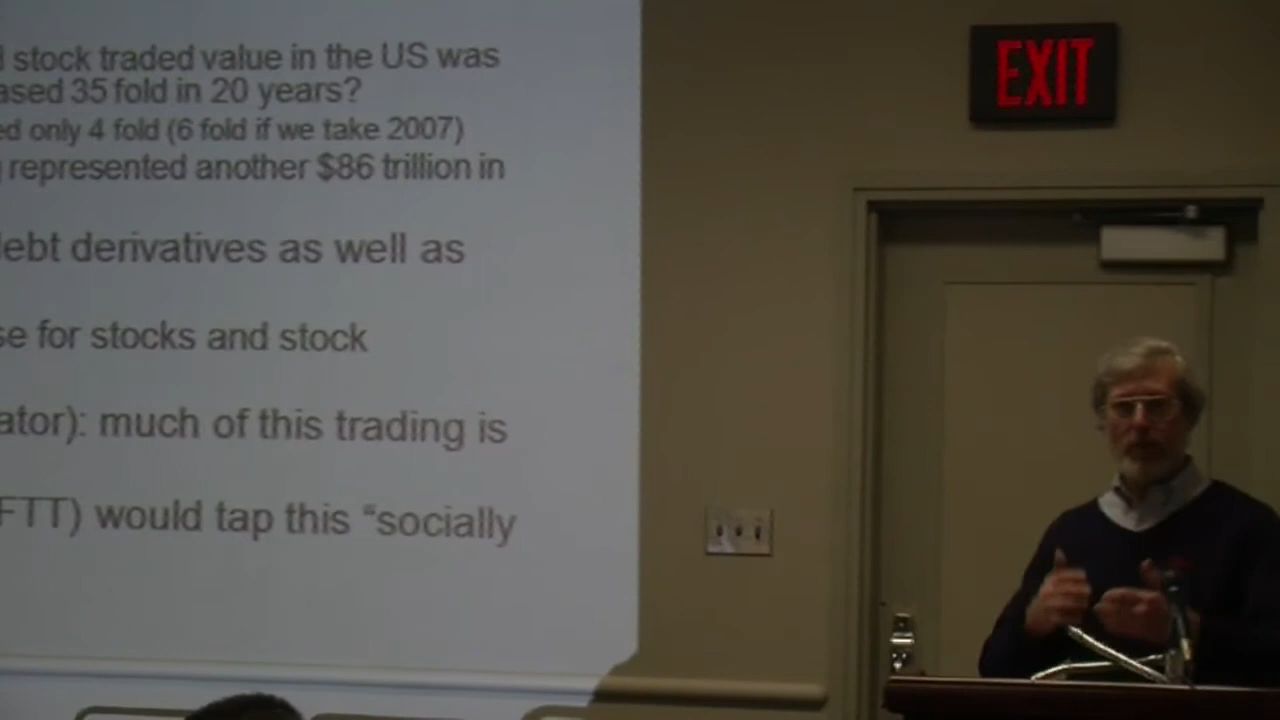 stock traded value in the US was
ased 35 fold in 20 years?
ed only 4 fold (6 fold if we take 2007)
represented another $86 trillion in
debt derivatives as well as
se for stocks and stock
ator): much of this trading is
FTT) would tap this “socially
EXIT